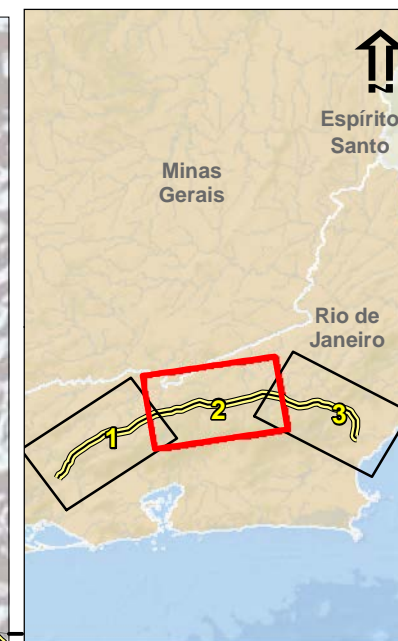 N
Espírito
Santo
Minas
Gerais
Rio de
Janeiro
1
2
3